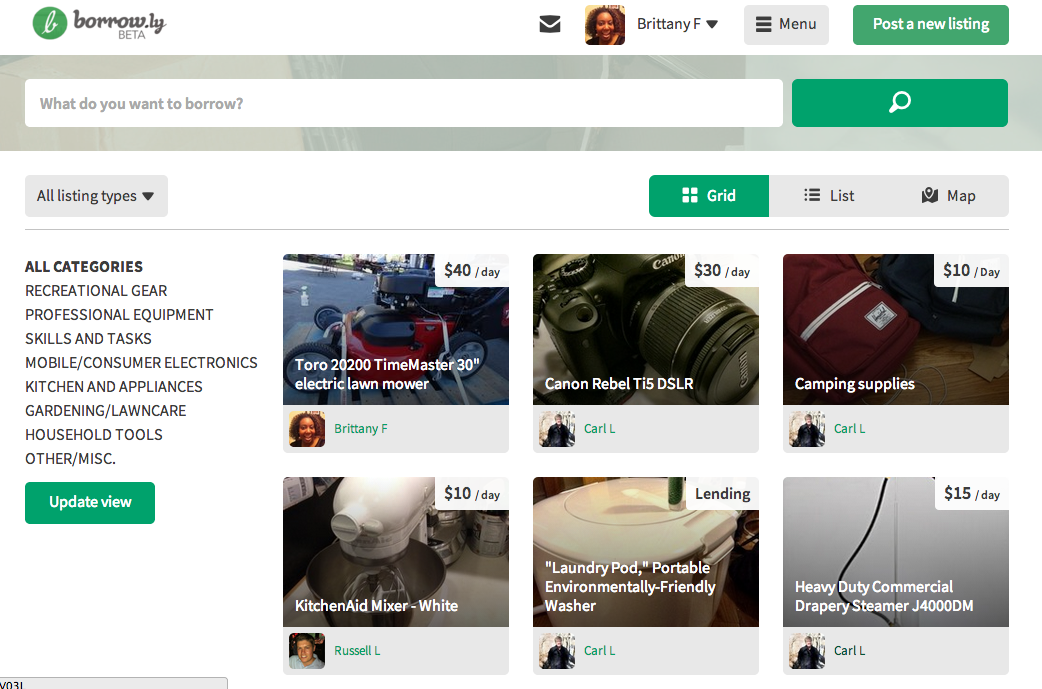 borrow.ly
BETA
Brittany F
Menu
Post a new listing
What do you want to borrow?
All listing types
Grid
List
Map
ALL CATEGORIES
RECREATIONAL GEAR
PROFESSIONAL EQUIPMENT
SKILLS AND TASKS
MOBILE/CONSUMER ELECTRONICS
KITCHEN AND APPLIANCES
GARDENING/LAWNCARE
HOUSEHOLD TOOLS
OTHER/MISC.
Update view
$40 / day
Toro 20200 TimeMaster 30"
electric lawn mower
Brittany F
Canon
$30 / day
Canon Rebel Ti5 DSLR
Carl L
$10 / Day
Camping supplies
Carl L
$10 / day
KitchenAid Mixer - White
Russell L
Lending
"Laundry Pod," Portable
Environmentally-Friendly
Washer
Carl L
$15 / day
Heavy Duty Commercial
Drapery Steamer J4000DM
Carl L